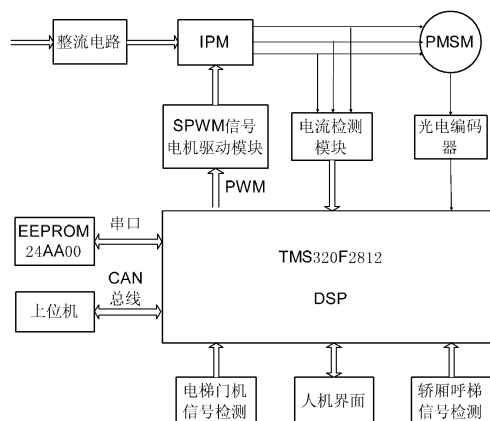 整流电路
IPM
PMSM
SPWM信号
电机驱动模块
电流检测
模块
光电编码
器
PWM
EEPROM
24AA00
串口
TMS320F2812
DSP
CAN
总线
上位机
电梯门机
信号检测
人机界面
轿厢呼梯
信号检测